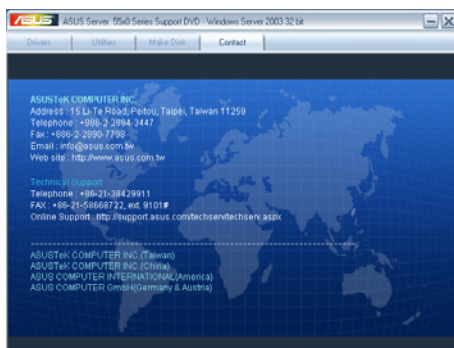 ASUS ASUS Server 55x0 Series Support DVD - Windows Server 2003 32 bit
Drivers Utilities Make Disk Contact
ASUSTeK COMPUTER INC.
Address : 15 Li-Te Road, Peitou, Taipei, Taiwan 11259
Telephone : +886-2-2894-3447
Fax : +886-2-2890-7798
Email : info@asus.com.tw
Web site : http://www.asus.com.tw
Technical Support
Telephone : +86-21-38429911
FAX : +86-21-58668722, ext. 9101#
Online Support : http://support.asus.com/techserv/techserv.aspx
ASUSTeK COMPUTER INC.(Taiwan)
ASUSTeK COMPUTER INC.(China)
ASUS COMPUTER INTERNATIONAL(America)
ASUS COMPUTER GmbH(Germany & Austria)